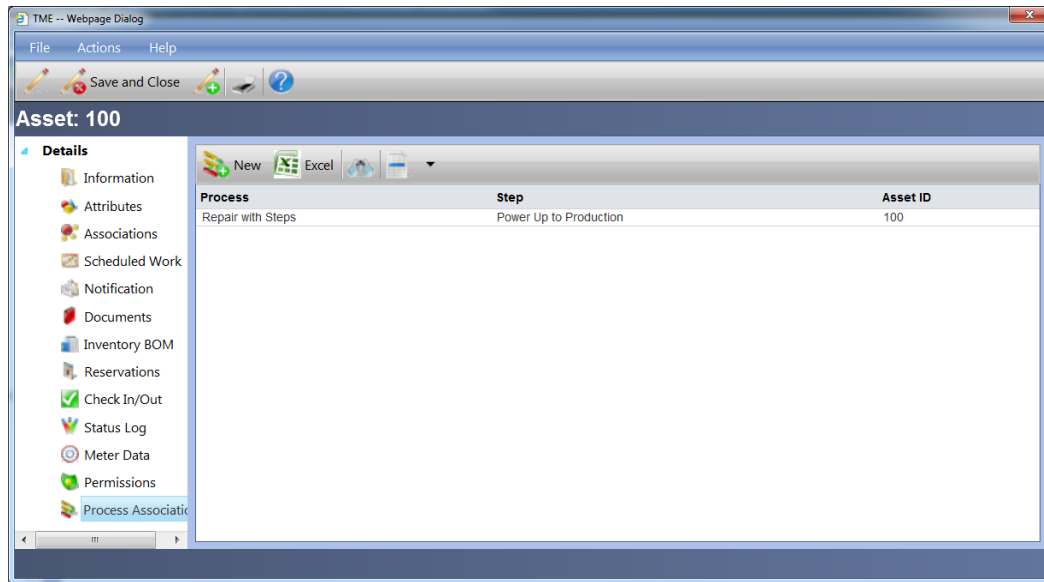 TME -- Webpage Dialog
File Actions Help
Save and Close
Asset: 100
Details
Information
Attributes
Associations
Scheduled Work
Notification
Documents
Inventory BOM
Reservations
Check In/Out
Status Log
Meter Data
Permissions
Process Associatic
New Excel
Process Step Asset ID
Repair with Steps Power Up to Production 100